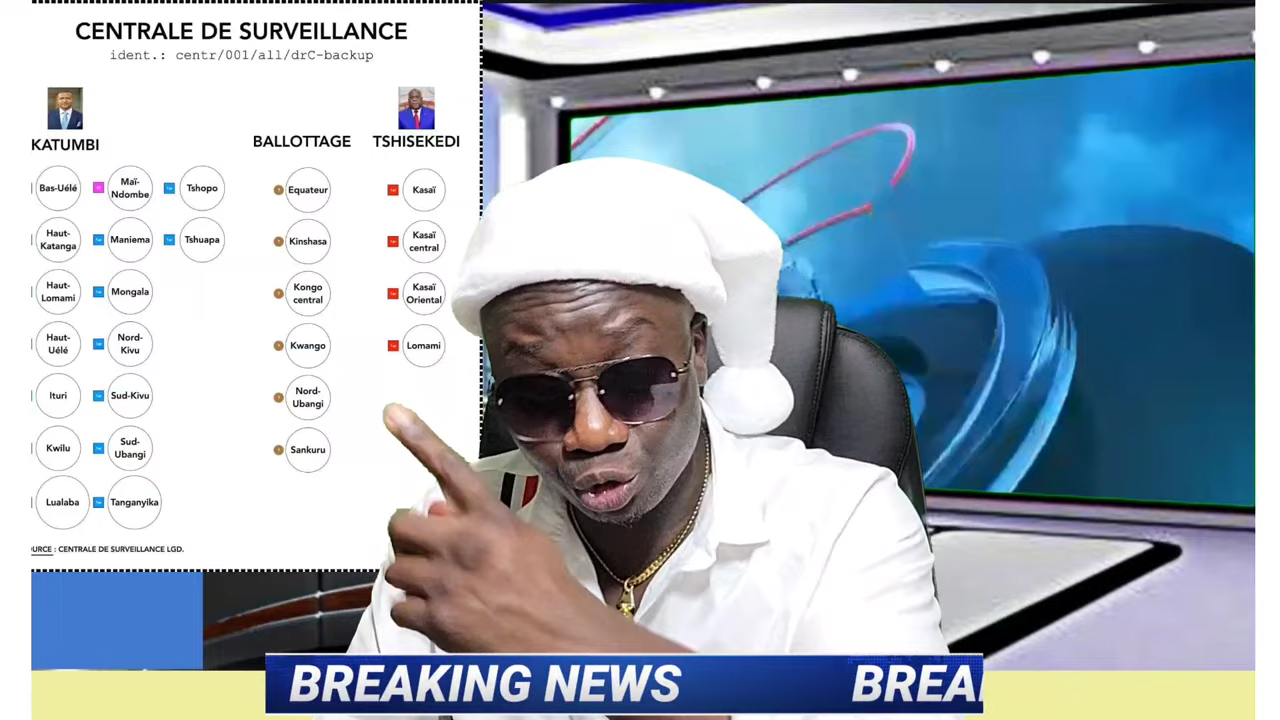 CENTRALE DE SURVEILLANCE
ident.: centr/001/all/drC-backup
KATUMBI
BALLOTTAGE
TSHISEKEDI
Bas-Uélé
Maï-
Ndombe
Tshopo
Equateur
Kasaï
Haut-
Katanga
Maniema
Tshuapa
Kinshasa
Kasaï
central
Haut-
Lomami
Mongala
Kongo
central
Kasaï
Oriental
Haut-
Uélé
Nord-
Kivu
Kwango
Lomami
Ituri
Sud-Kivu
Nord-
Ubangi
Kwilu
Sud-
Ubangi
Sankuru
Lualaba
Tanganyika
URCE : CENTRALE DE SURVEILLANCE LGD.
BREAKING NEWS BREA